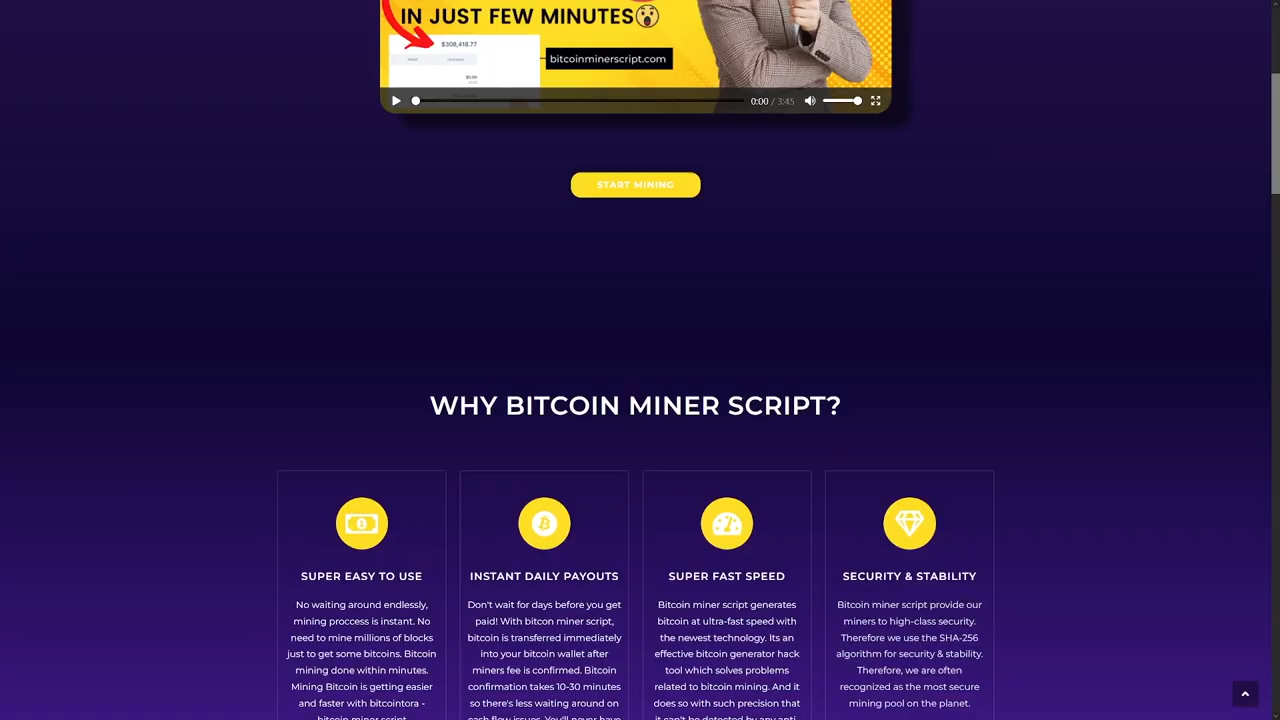 IN JUST FEW MINUTES
$308,418.77
bitcoinminerscript.com
0:00 / 3:45
START MINING
WHY BITCOIN MINER SCRIPT?
SUPER EASY TO USE
No waiting around endlessly,
mining proccess is instant. No
need to mine millions of blocks
just to get some bitcoins. Bitcoin
mining done within minutes.
Mining Bitcoin is getting easier
and faster with bitcointora -
bitcoin miner script
INSTANT DAILY PAYOUTS
Don't wait for days before you get
paid! With bitcon miner script,
bitcoin is transferred immediately
into your bitcoin wallet after
miners fee is confirmed. Bitcoin
confirmation takes 10-30 minutes
so there's less waiting around on
cash flow issues. You'll never have
SUPER FAST SPEED
Bitcoin miner script generates
bitcoin at ultra-fast speed with
the newest technology. Its an
effective bitcoin generator hack
tool which solves problems
related to bitcoin mining. And it
does so with such precision that
it can't be detected by any anti-
SECURITY & STABILITY
Bitcoin miner script provide our
miners to high-class security.
Therefore we use the SHA-256
algorithm for security & stability.
Therefore, we are often
recognized as the most secure
mining pool on the planet.